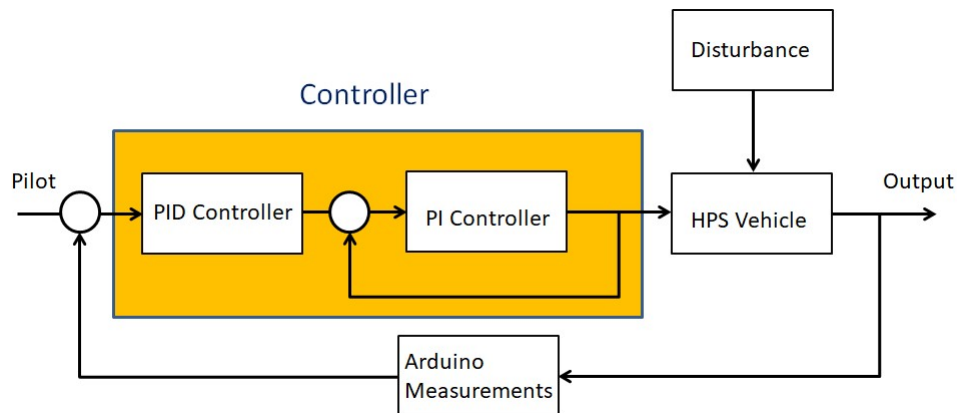 Disturbance
Controller
Pilot
PID Controller
PI Controller
HPS Vehicle
Output
Arduino
Measurements